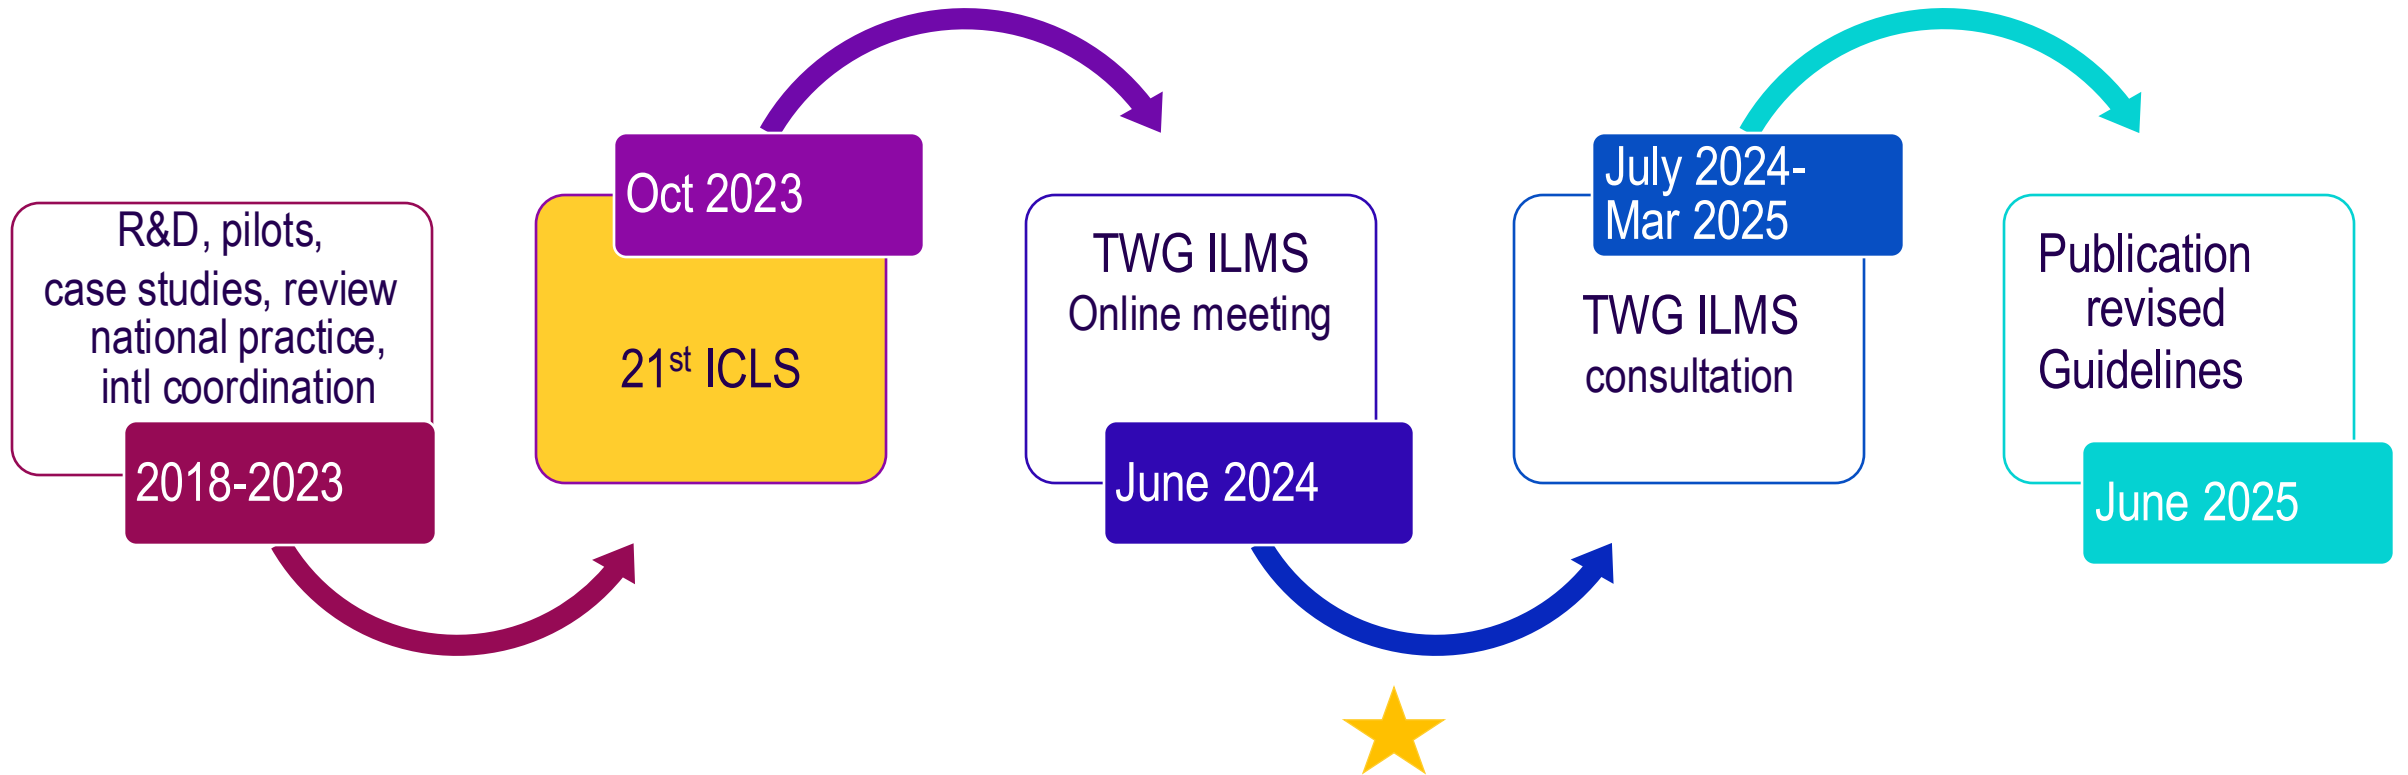 R&D, pilots,
case studies, review
national practice,
intl coordination
2018-2023
Oct 2023
21st ICLS
TWG ILMS
Online meeting
June 2024
July 2024-
Mar 2025
TWG ILMS
consultation
Publication
revised
Guidelines
June 2025